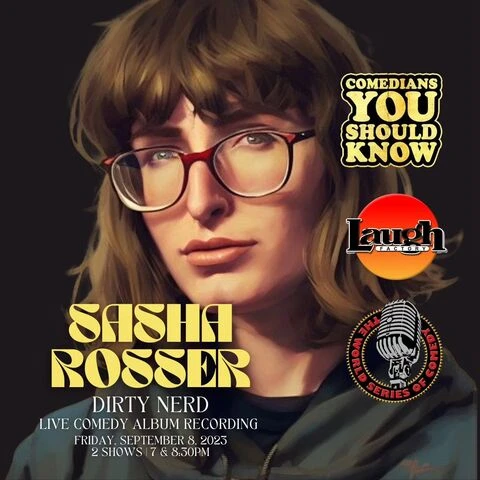 COMEDIANS
YOU
SHOULD
KNOW
Laugh
FACTORY
THE WORLD SERIES OF COMEDY
SASHA
ROSSER
DIRTY NERD
LIVE COMEDY ALBUM RECORDING
FRIDAY, SEPTEMBER 8, 2023
2 SHOWS | 7 & 8:30PM